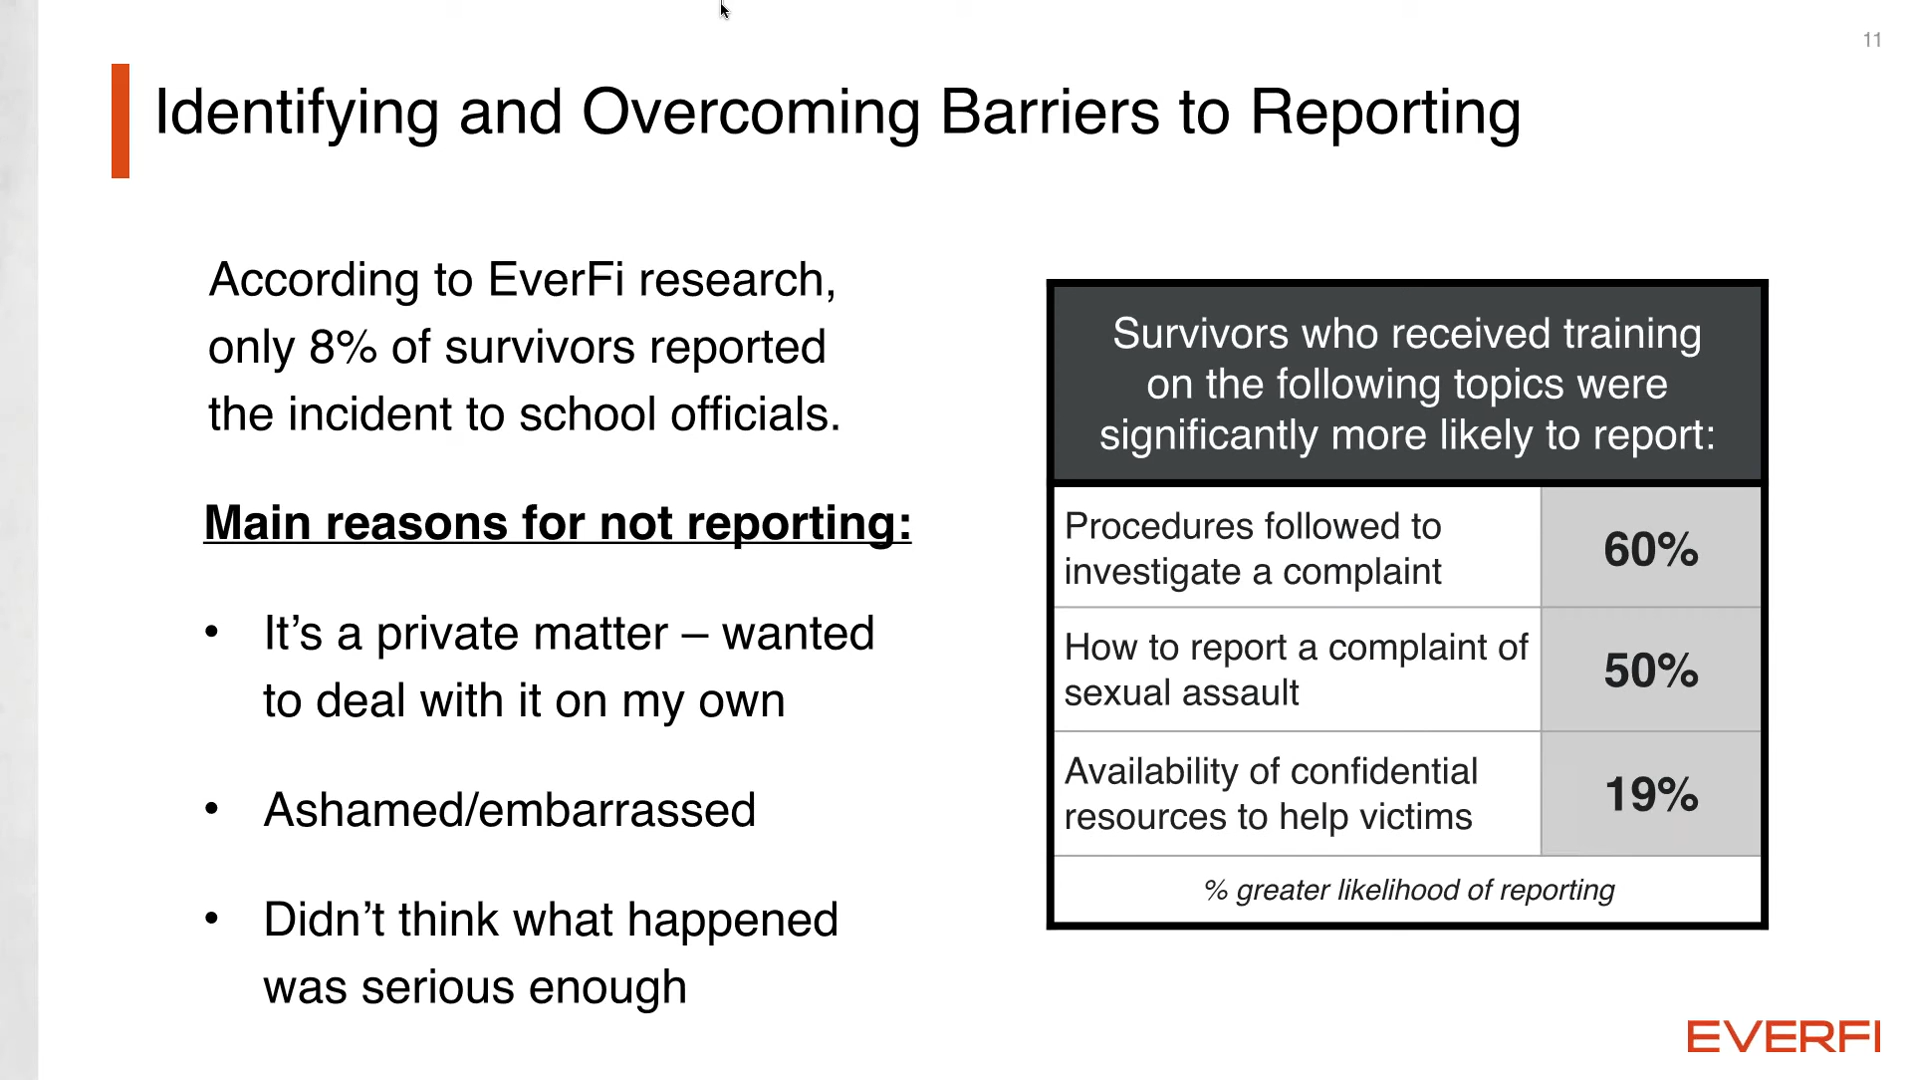 11
Identifying and Overcoming Barriers to Reporting
According to EverFi research,
only 8% of survivors reported
the incident to school officials.
Main reasons for not reporting:
• It’s a private matter – wanted
to deal with it on my own
• Ashamed/embarrassed
• Didn’t think what happened
was serious enough
Survivors who received training
on the following topics were
significantly more likely to report:
Procedures followed to
investigate a complaint
60%
How to report a complaint of
sexual assault
50%
Availability of confidential
resources to help victims
19%
% greater likelihood of reporting
EVERFI